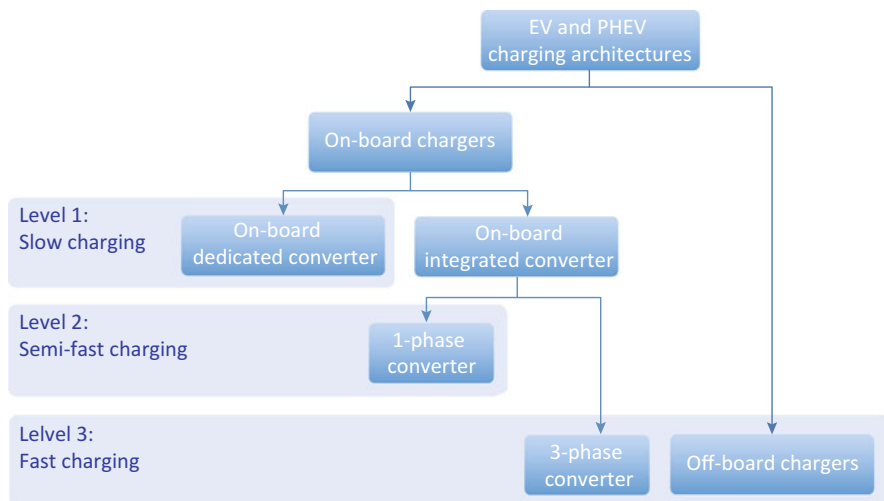 EV and PHEV
charging architectures
On-board chargers
Level 1:
Slow charging
On-board
dedicated converter
On-board
integrated converter
Level 2:
Semi-fast charging
1-phase
converter
Lelvel 3:
Fast charging
3-phase
converter
Off-board chargers